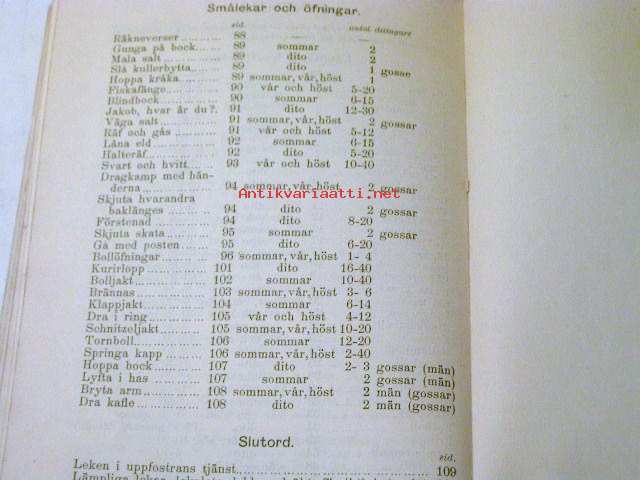 Smålekar och öfningar.
sid. antal deltagare
Räkneverser 88 — —
Gunga på bock 89 sommar 2
Mala salt 89 dito 2
Slå kullerbytta 89 dito 1 gosse
Hoppa kråka 89 sommar, vår, höst 1
Fiskafänge 90 vår och höst 5-20
Blindbock 90 sommar 6-15
Jakob, hvar är du? 91 dito 12-30
Väga salt 91 sommar, vår, höst 2 gossar
Räf och gås 91 vår och höst 5-12
Låna eld 92 sommar 6-15
Halteräf 92 dito 5-20
Svart och hvitt 93 vår och höst 10-40
Dragkamp med hän-
derna 94 sommar, vår, höst 2 gossar
Antikvariaatti.net
Skjuta hvarandra
baklänges 94 dito 2 gossar
Förstenad 94 dito 8-20
Skjuta skata 95 sommar 2 gossar
Gå med posten 95 dito 6-20
Bollöfningar 96 sommar, vår, höst 1- 4
Kurirlopp 101 dito 16-40
Bolljakt 102 sommar 10-40
Brännas 103 sommar, vår, höst 3- 6
Klappjakt 104 sommar 6-14
Dra i ring 105 vår och höst 4-12
Schnitzeljakt 105 sommar, vår, höst 10-20
Tornboll 106 sommar 12-20
Springa kapp 106 sommar, vår, höst 2-40
Hoppa bock 107 dito 2- 3 gossar (män)
Lyfta i has 107 sommar 2 gossar (män)
Bryta arm 108 sommar, vår, höst 2 män (gossar)
Dra kafle 108 dito 2 män (gossar)
Slutord.
sid.
Leken i uppfostrans tjänst 109
Lämpliga lekar